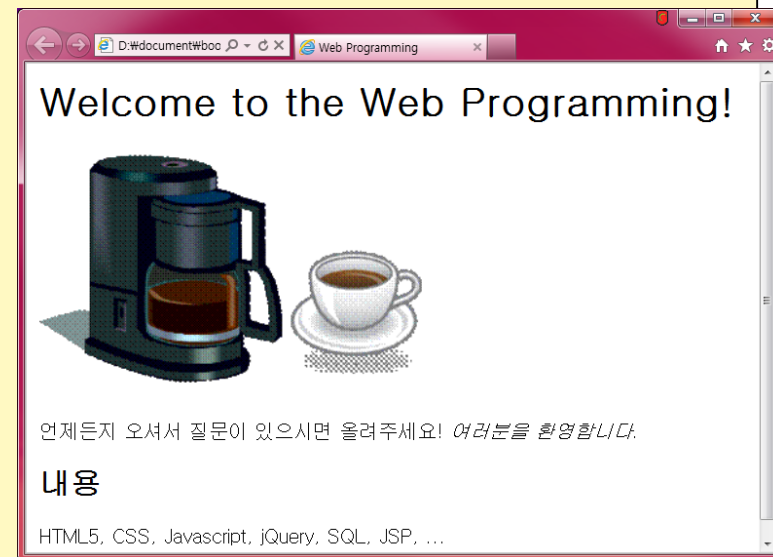 D:₩document₩boo
Web Programming
Welcome to the Web Programming!
언제든지 오셔서 질문이 있으시면 올려주세요! 여러분을 환영합니다.
내용
HTML5, CSS, Javascript, jQuery, SQL, JSP, ...